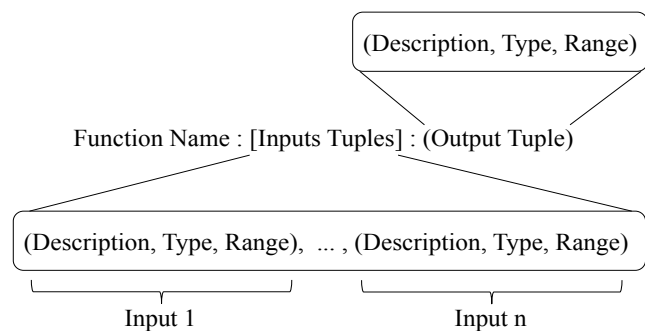 (Description, Type, Range)
Function Name : [Inputs Tuples] : (Output Tuple)
(Description, Type, Range), ... , (Description, Type, Range)
Input 1 Input n